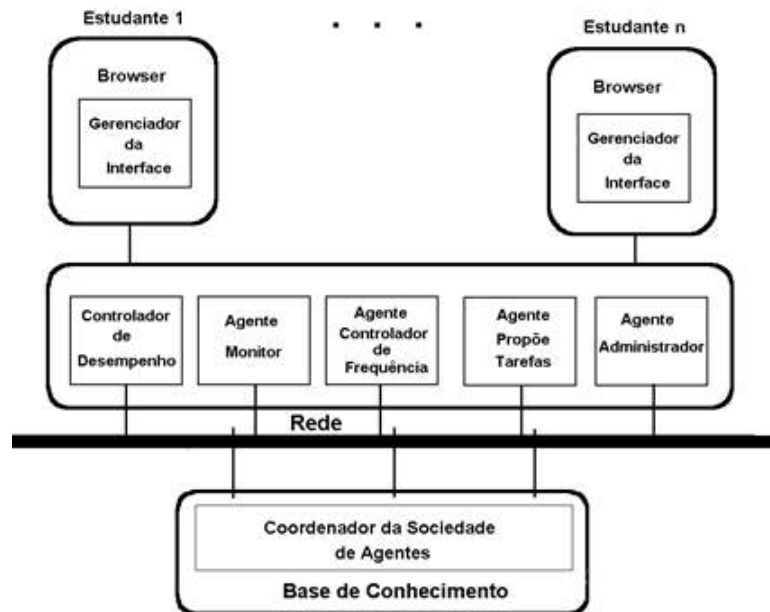 Estudante 1
. . .
Estudante n
Browser
Gerenciador
da
Interface
Browser
Gerenciador
da
Interface
Controlador
de
Desempenho
Agente
Monitor
Agente
Controlador
de
Frequência
Agente
Propõe
Tarefas
Agente
Administrador
Rede
Coordenador da Sociedade
de Agentes
Base de Conhecimento